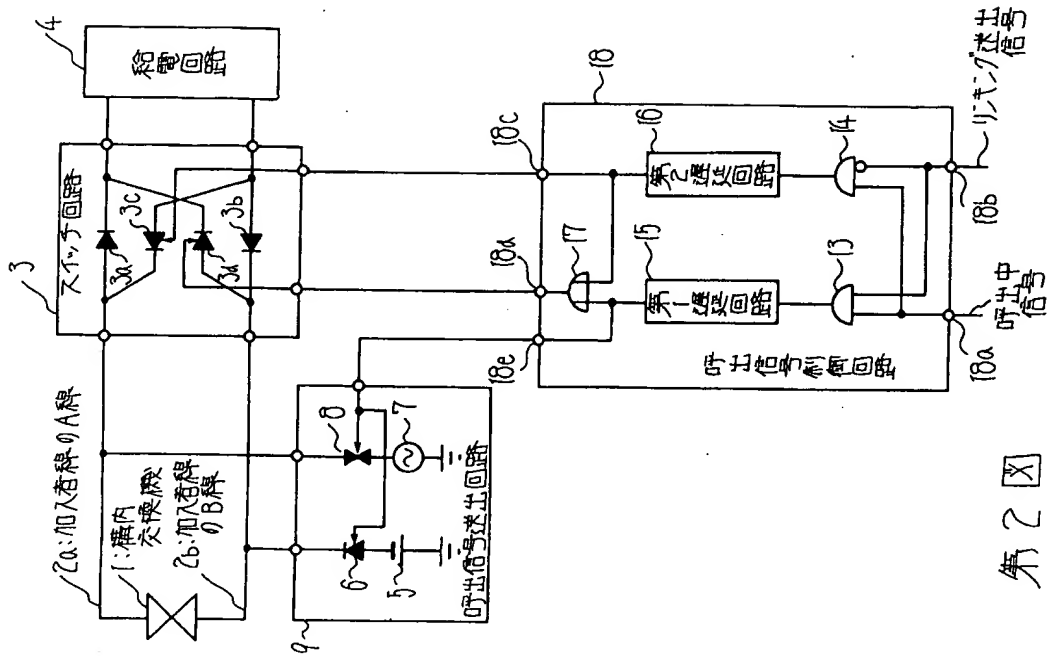 2a:加入者線のA線
1:構内
交換機
2b:加入者線
のB線
3
スイッチ回路
3a
3c
3d
3b
4
給電回路
9
6
5
8
7
呼出信号送出回路
18e
18d
18c
18
17
15
第1遅延回路
16
第2遅延回路
13
14
呼出信号制御回路
18a
呼出中
信号
18b
リンキング送出
信号
第2図